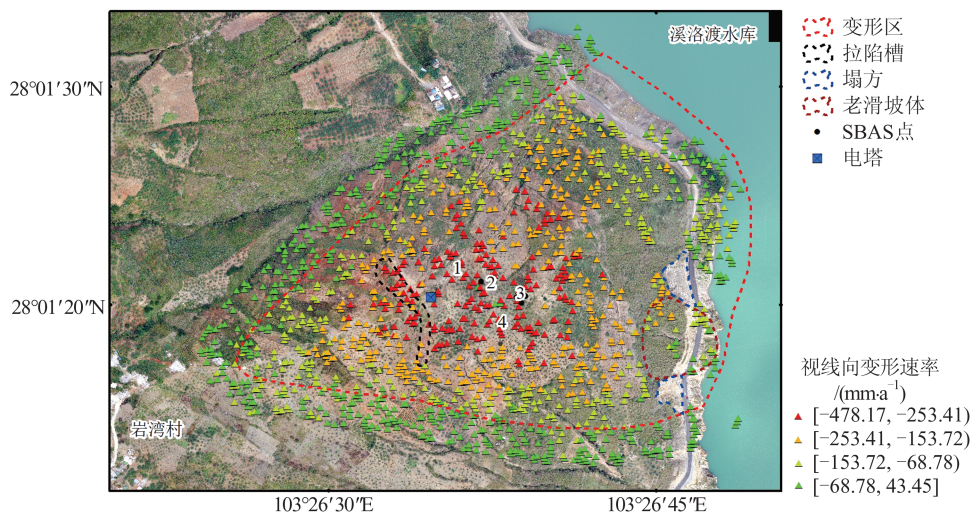 溪洛渡水库
28°01′30″N
28°01′20″N
1
2
3
4
岩湾村
103°26′30″E
103°26′45″E
变形区
拉陷槽
塌方
老滑坡体
SBAS点
电塔
视线向变形速率
/(mm·a⁻¹)
[−478.17, −253.41)
[−253.41, −153.72)
[−153.72, −68.78)
[−68.78, 43.45]